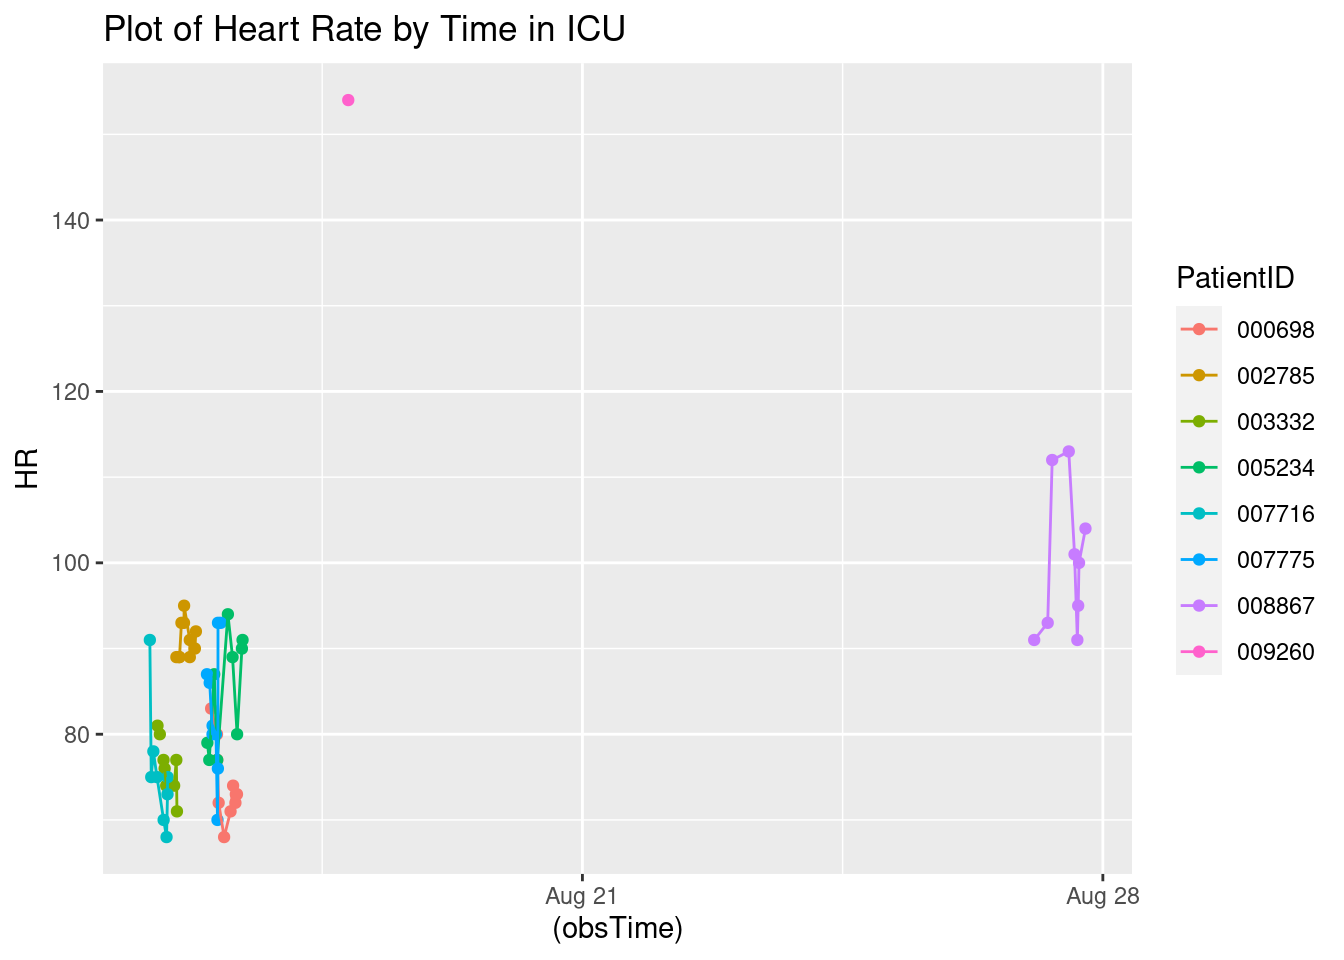 Plot of Heart Rate by Time in ICU
HR
140
120
100
80
Aug 21
Aug 28
(obsTime)
PatientID
000698
002785
003332
005234
007716
007775
008867
009260